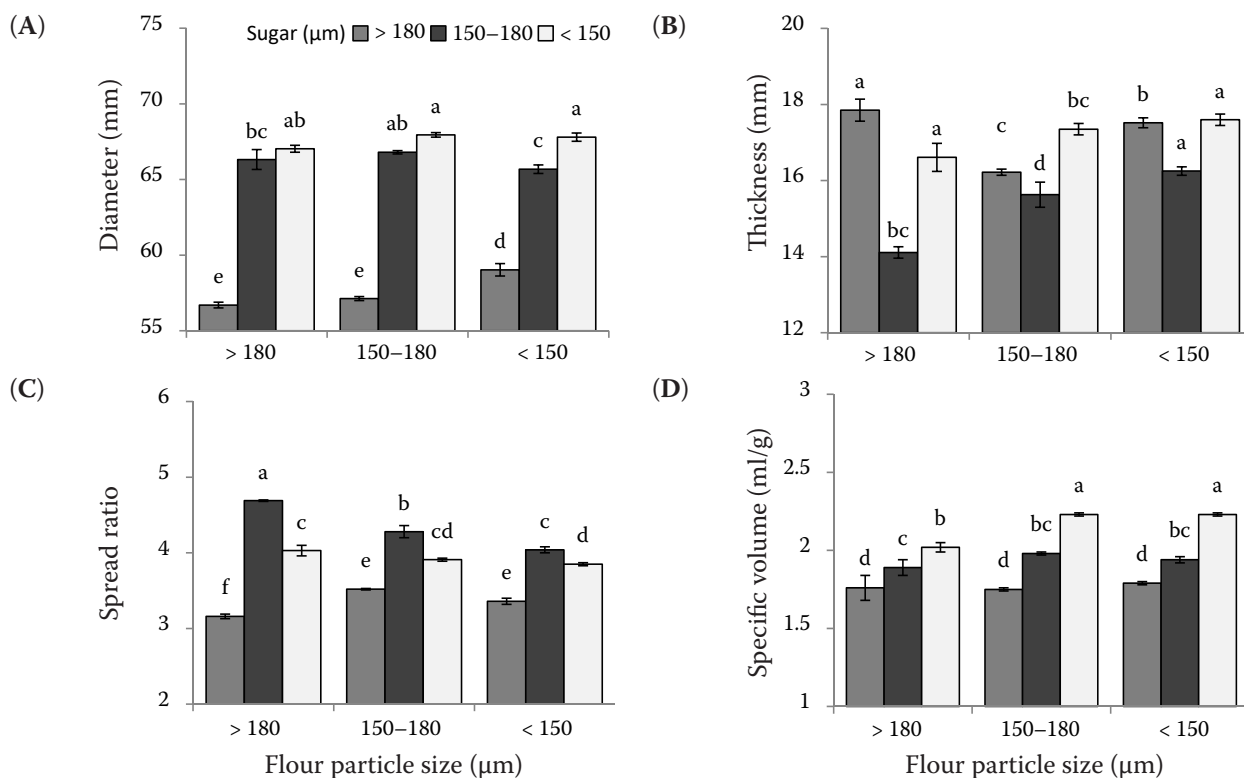 (A)
Sugar (μm) > 180 150–180 < 150
Diameter (mm)
75
70
65
60
55
e bc ab
e ab a
d c a
> 180 150–180 < 150
(B)
Thickness (mm)
20
18
16
14
12
a bc a
c d bc
b a a
> 180 150–180 < 150
(C)
Spread ratio
6
5
4
3
2
f a c
e b cd
e c d
> 180 150–180 < 150
Flour particle size (μm)
(D)
Specific volume (ml/g)
3
2.5
2
1.5
1
d c b
d bc a
d bc a
> 180 150–180 < 150
Flour particle size (μm)